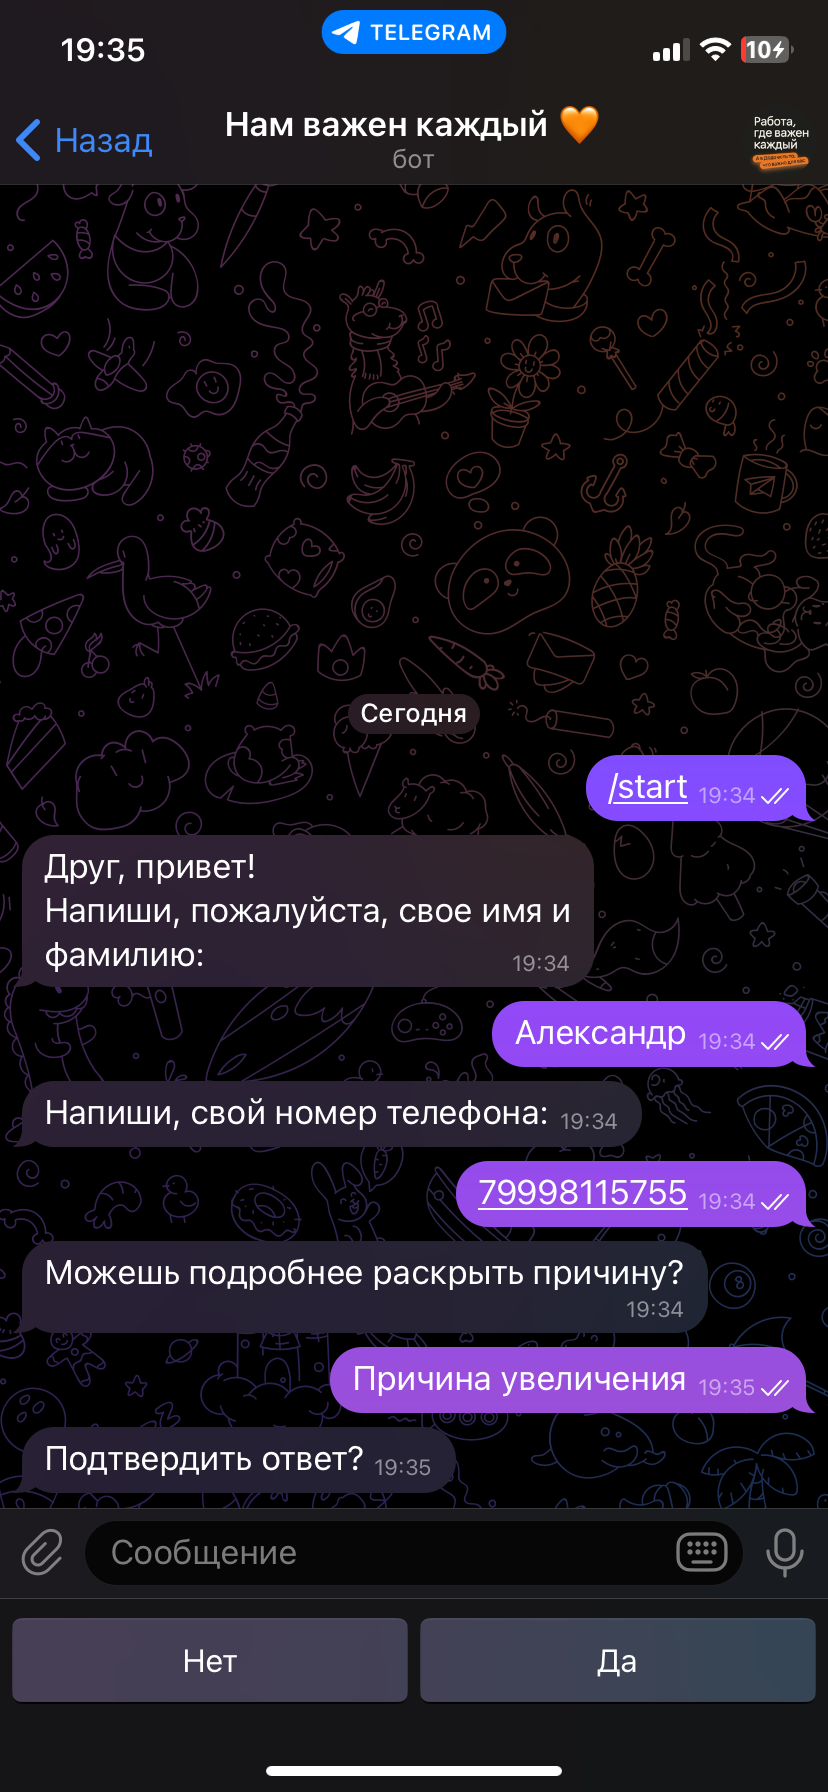 19:35
TELEGRAM
10
Назад
Нам важен каждый 🧡
бот
Работа,
где важен
каждый
Сегодня
/start 19:34
Друг, привет!
Напиши, пожалуйста, свое имя и
фамилию:
19:34
Александр 19:34
Напиши, свой номер телефона: 19:34
79998115755 19:34
Можешь подробнее раскрыть причину?
19:34
Причина увеличения 19:35
Подтвердить ответ? 19:35
Сообщение
Нет
Да